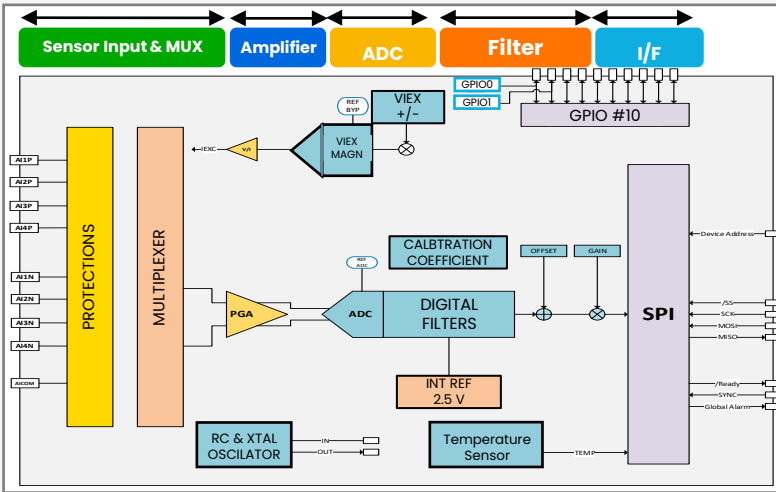 Sensor Input & MUX
Amplifier
ADC
Filter
I/F
GPIO0
GPIO1
GPIO #10
REF
BYP
VIEX
+/-
VIEX
MAGN
V/I
IEXC
AI1P
AI2P
AI3P
AI4P
AI1N
AI2N
AI3N
AI4N
AICOM
PROTECTIONS
MULTIPLEXER
PGA
REF
ADC
ADC
CALBTRATION
COEFFICIENT
DIGITAL
FILTERS
OFFSET
GAIN
INT REF
2.5 V
SPI
Device Address
/SS
SCK
MOSI
MISO
/Ready
SYNC
Global Alarm
RC & XTAL
OSCILATOR
IN
OUT
Temperature
Sensor
TEMP